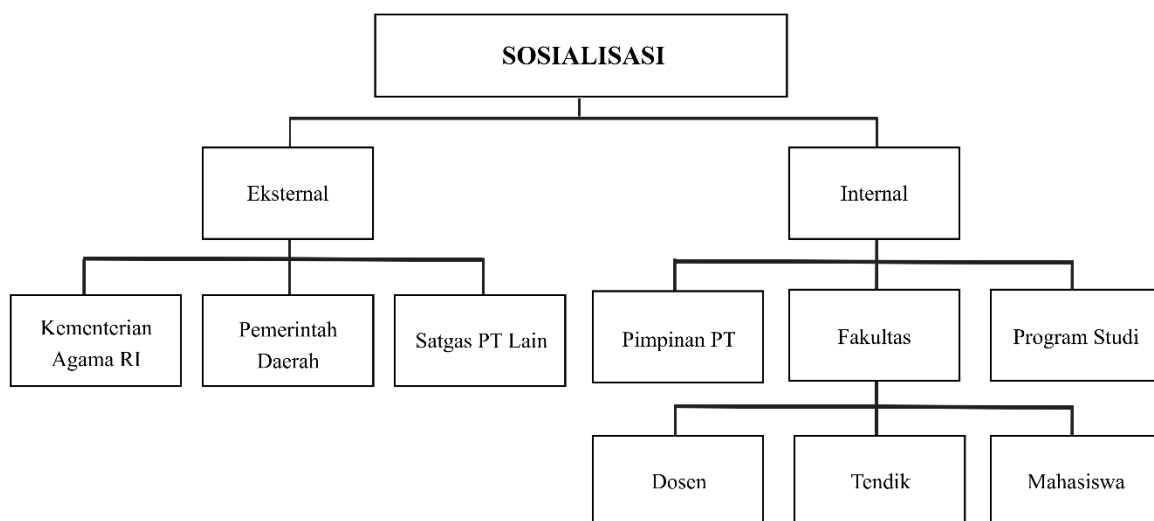 SOSIALISASI
Eksternal
Internal
Kementerian
Agama RI
Pemerintah
Daerah
Satgas PT Lain
Pimpinan PT
Fakultas
Program Studi
Dosen
Tendik
Mahasiswa